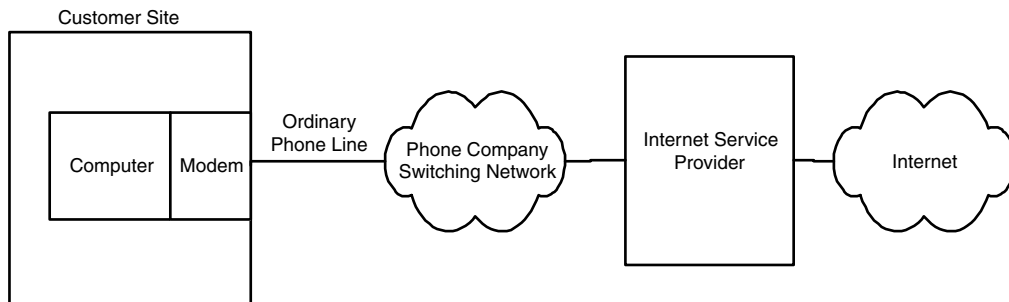 Customer Site
Computer
Modem
Ordinary
Phone Line
Phone Company
Switching Network
Internet Service
Provider
Internet